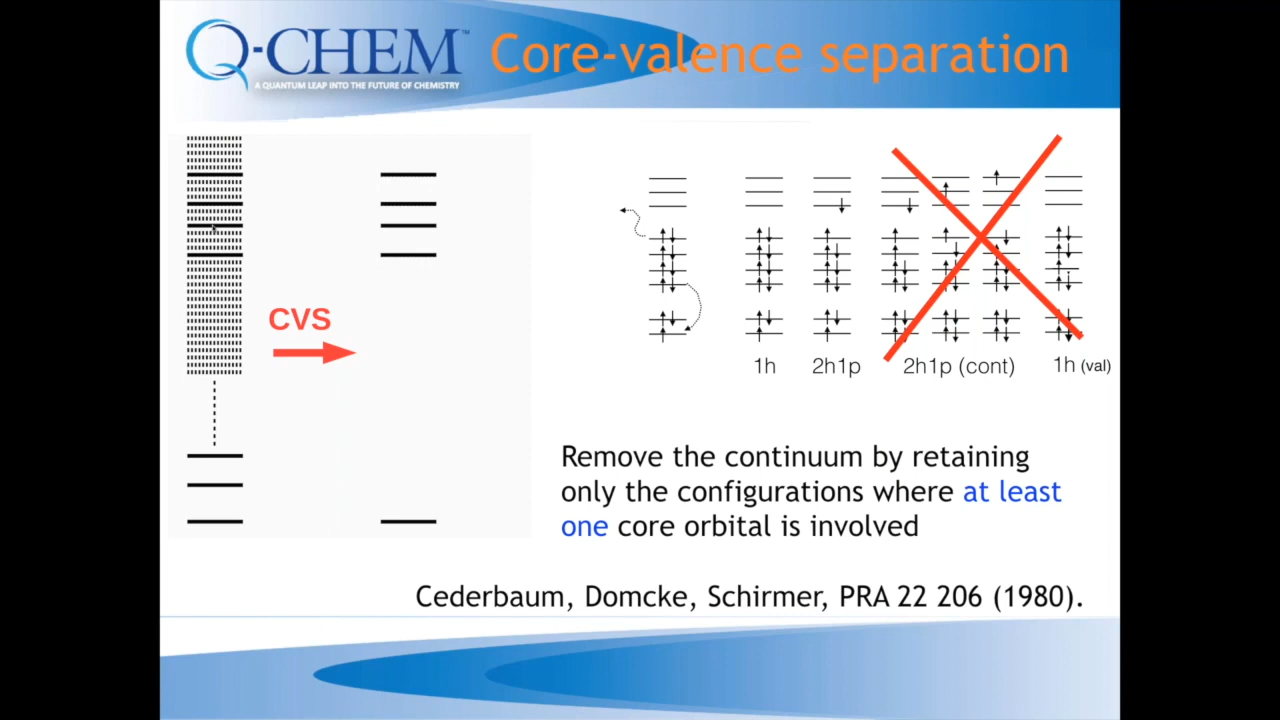 Q-CHEM™
A QUANTUM LEAP INTO THE FUTURE OF CHEMISTRY
Core-valence separation
CVS
1h
2h1p
2h1p (cont)
1h (val)
Remove the continuum by retaining
only the configurations where at least
one core orbital is involved
Cederbaum, Domcke, Schirmer, PRA 22 206 (1980).